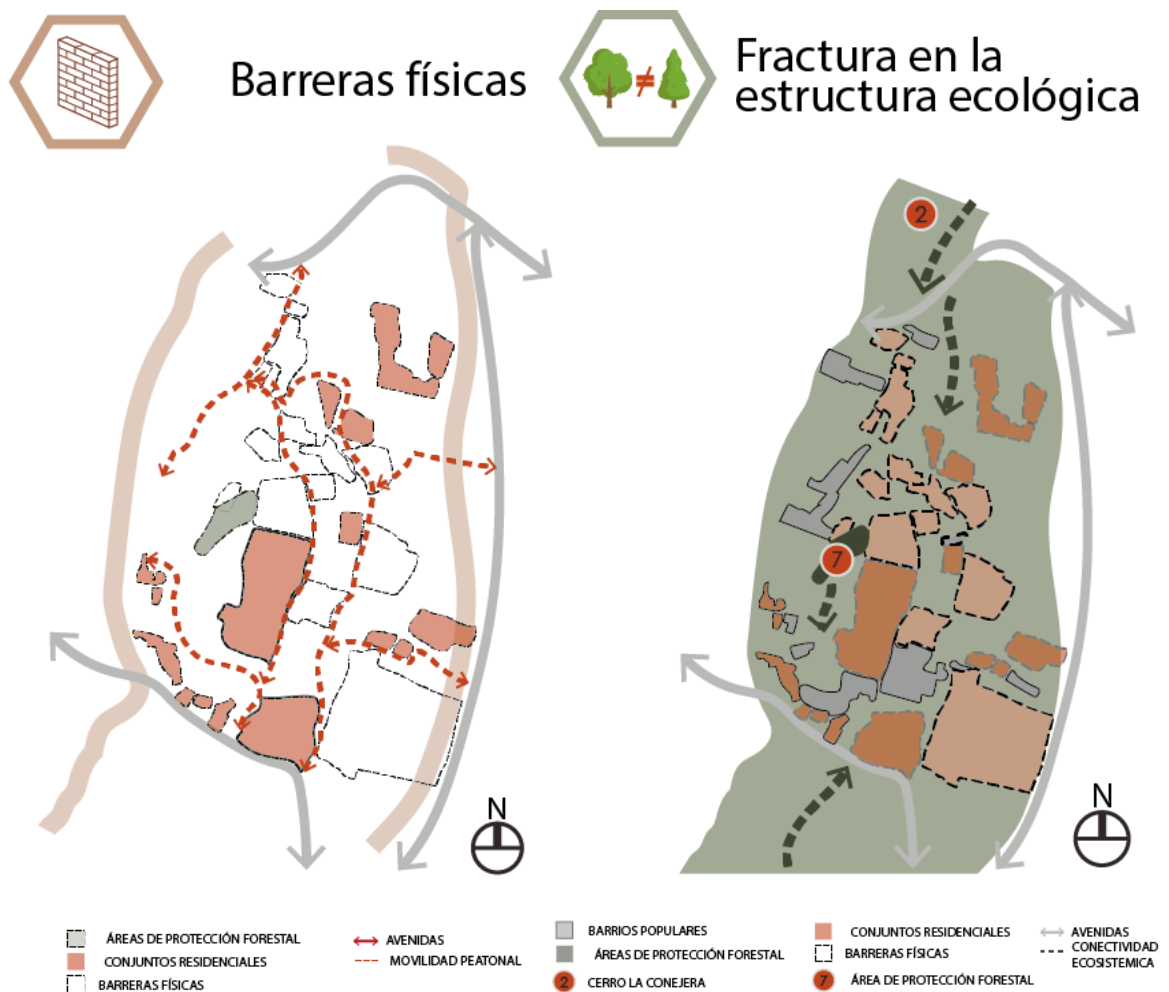 Barreras físicas
Fractura en la
estructura ecológica
N
2
7
N
ÁREAS DE PROTECCIÓN FORESTAL
CONJUNTOS RESIDENCIALES
BARRERAS FÍSICAS
AVENIDAS
MOVILIDAD PEATONAL
BARRIOS POPULARES
ÁREAS DE PROTECCIÓN FORESTAL
2 CERRO LA CONEJERA
CONJUNTOS RESIDENCIALES
BARRERAS FÍSICAS
7 ÁREA DE PROTECCIÓN FORESTAL
AVENIDAS
CONECTIVIDAD
ECOSISTEMICA